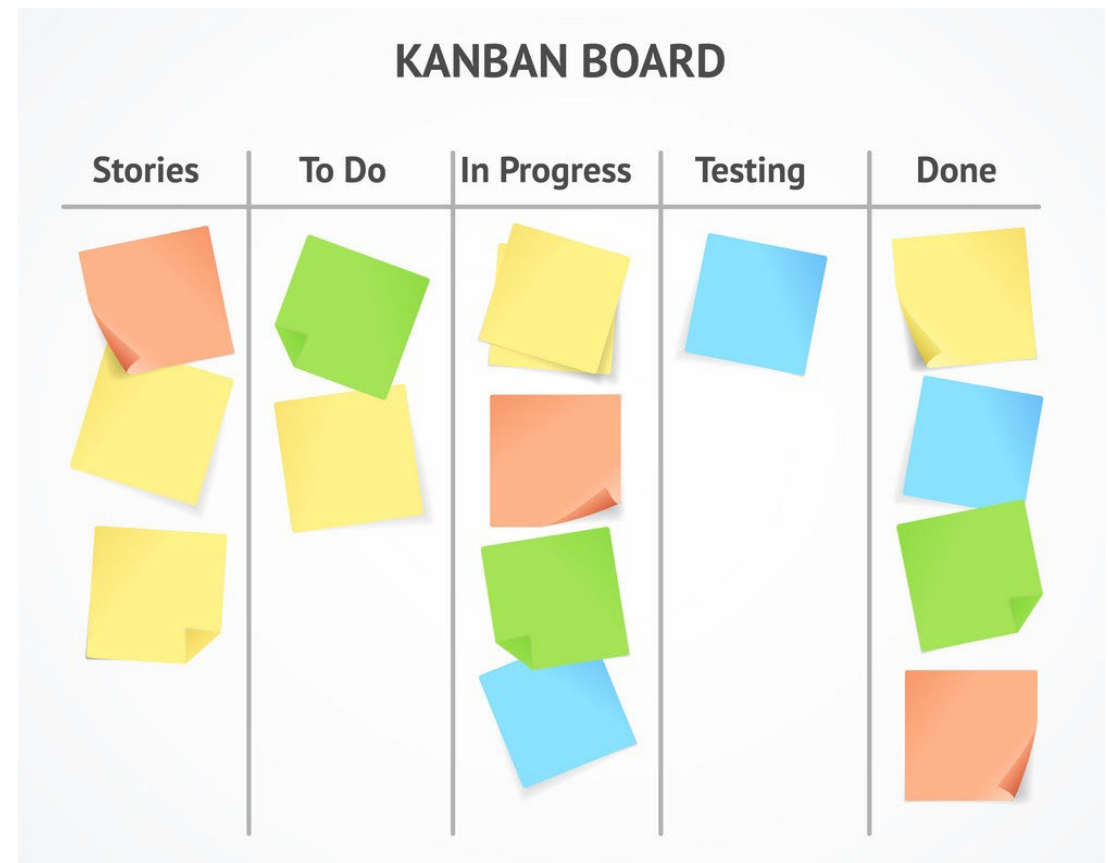 KANBAN BOARD
Stories
To Do
In Progress
Testing
Done